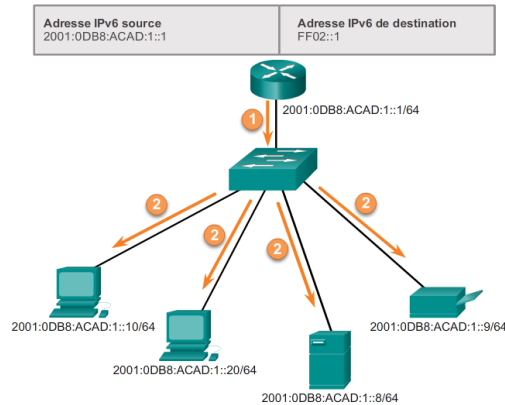 Adresse IPv6 source
2001:0DB8:ACAD:1::1
Adresse IPv6 de destination
FF02::1
2001:0DB8:ACAD:1::1/64
1
2
2
2
2
2001:0DB8:ACAD:1::10/64
2001:0DB8:ACAD:1::20/64
2001:0DB8:ACAD:1::8/64
2001:0DB8:ACAD:1::9/64